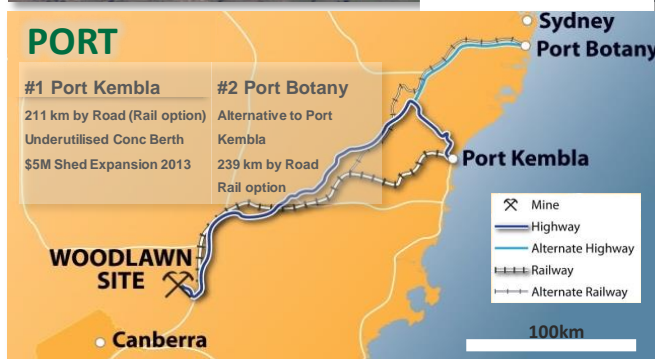 PORT
#1 Port Kembla
211 km by Road (Rail option)
Underutilised Conc Berth
$5M Shed Expansion 2013
#2 Port Botany
Alternative to Port
Kembla
239 km by Road
Rail option
Sydney
Port Botany
Port Kembla
WOODLAWN
SITE
Canberra
Mine
Highway
Alternate Highway
Railway
Alternate Railway
100km